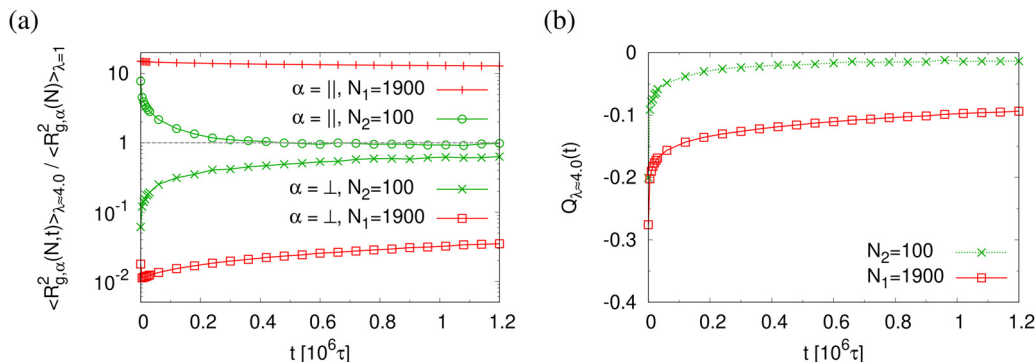 (a)
<R²g,α(N,t)>λ≈4.0 / <R²g,α(N)>λ=1
10
1
10⁻¹
10⁻²
α = ||, N₁=1900
α = ||, N₂=100
α = ⊥, N₂=100
α = ⊥, N₁=1900
0 0.2 0.4 0.6 0.8 1 1.2
t [10⁶τ]
(b)
Qλ≈4.0(t)
0
-0.1
-0.2
-0.3
-0.4
N₂=100
N₁=1900
0 0.2 0.4 0.6 0.8 1 1.2
t [10⁶τ]